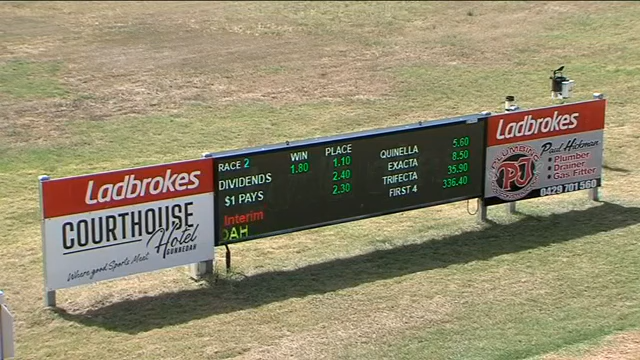 Ladbrokes
COURTHOUSE
Hotel
GUNNEDAH
Where good Sports Meet
RACE 2 WIN PLACE
DIVIDENDS 1.80 1.10
$1 PAYS 2.40
2.30
Interim
DAH
QUINELLA 5.60
EXACTA 8.50
TRIFECTA 35.90
FIRST 4 336.40
Ladbrokes
PLUMBING
PJ
Paul Hickman
• Plumber
• Drainer
• Gas Fitter
0429 701 560